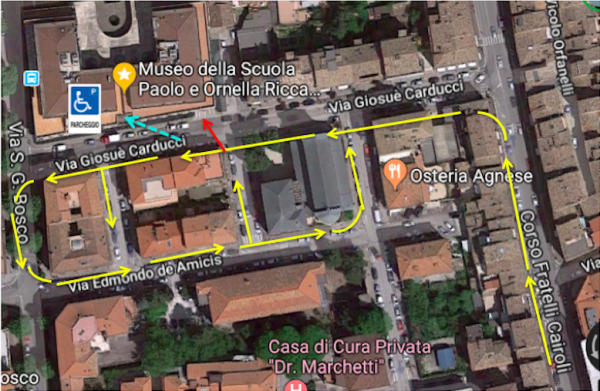 Vicolo Orfanelli
Museo della Scuola
Paolo e Ornella Ricca...
P
PARCHEGGIO
Via Giosuè Carducci
Via Giosuè Carducci
Via S. G. Bosco
Osteria Agnese
Corso Fratelli Cairoli
Via Edmondo de Amicis
Via
Casa di Cura Privata
"Dr. Marchetti"
osco
H